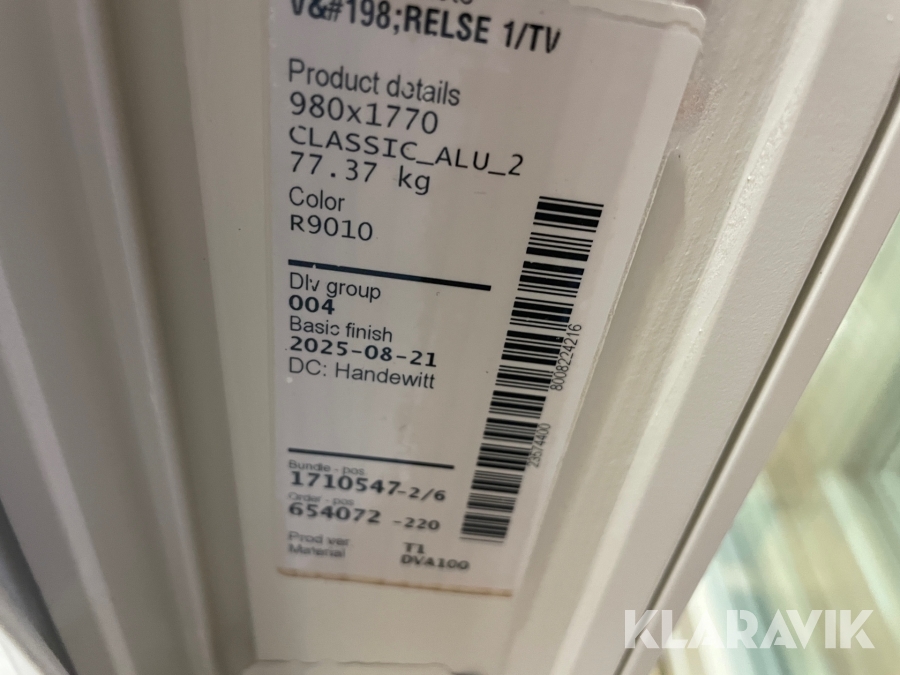 V&#198;RELSE 1/TV
Product details
980x1770
CLASSIC_ALU_2
77.37 kg
Color
R9010
Dlv group
004
Basic finish
2025-08-21
DC: Handewitt
8008224216
23574400
Bundle - pos
1710547-2/6
Order - pos
654072 -220
Prod ver T1
Material DVA100
KLARAVIK